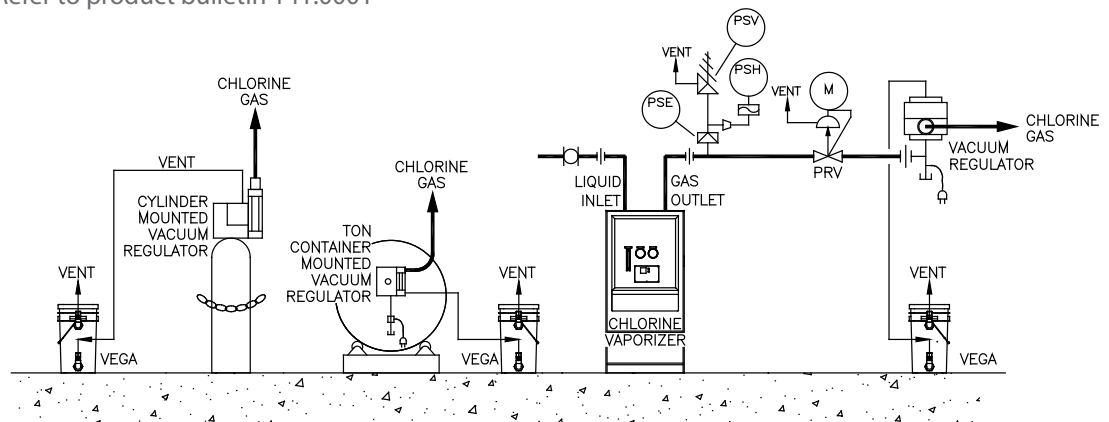 Refer to product bulletin
CHLORINE
GAS
VENT
CYLINDER
MOUNTED
VACUUM
REGULATOR
VENT
VEGA
CHLORINE
GAS
TON
CONTAINER
MOUNTED
VACUUM
REGULATOR
VENT
VEGA
LIQUID
INLET
GAS
OUTLET
CHLORINE
VAPORIZER
VENT
PSV
PSH
PSE
VENT
M
PRV
CHLORINE
GAS
VACUUM
REGULATOR
VENT
VEGA